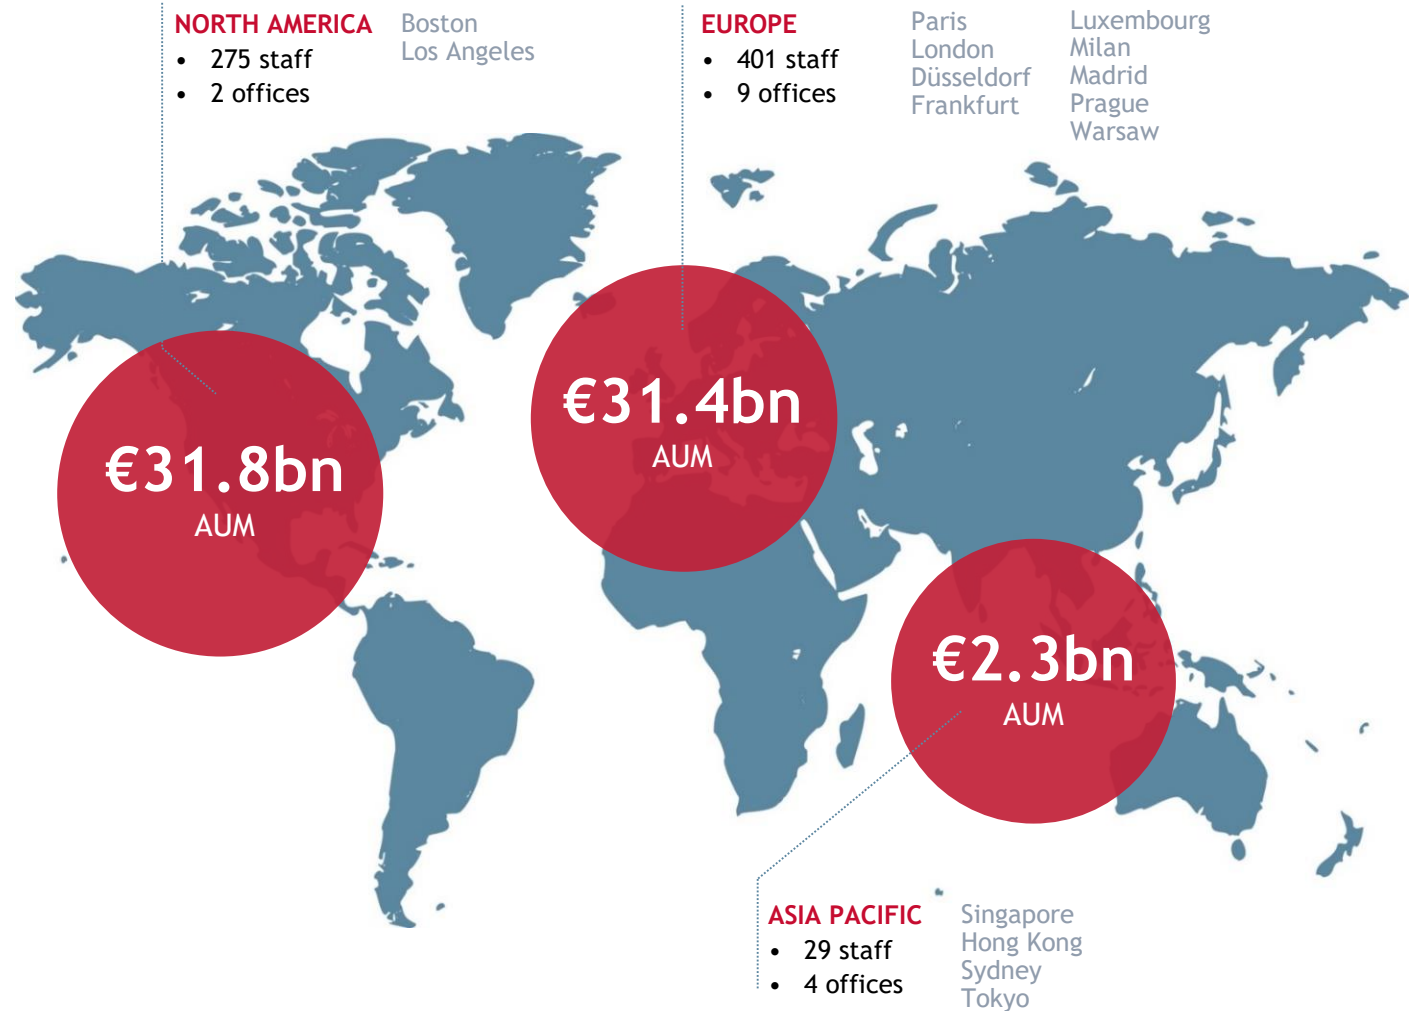 NORTH AMERICA
• 275 staff
• 2 offices
Boston
Los Angeles
EUROPE
• 401 staff
• 9 offices
Paris
London
Düsseldorf
Frankfurt
Luxembourg
Milan
Madrid
Prague
Warsaw
€31.8bn
AUM
€31.4bn
AUM
€2.3bn
AUM
ASIA PACIFIC
• 29 staff
• 4 offices
Singapore
Hong Kong
Sydney
Tokyo